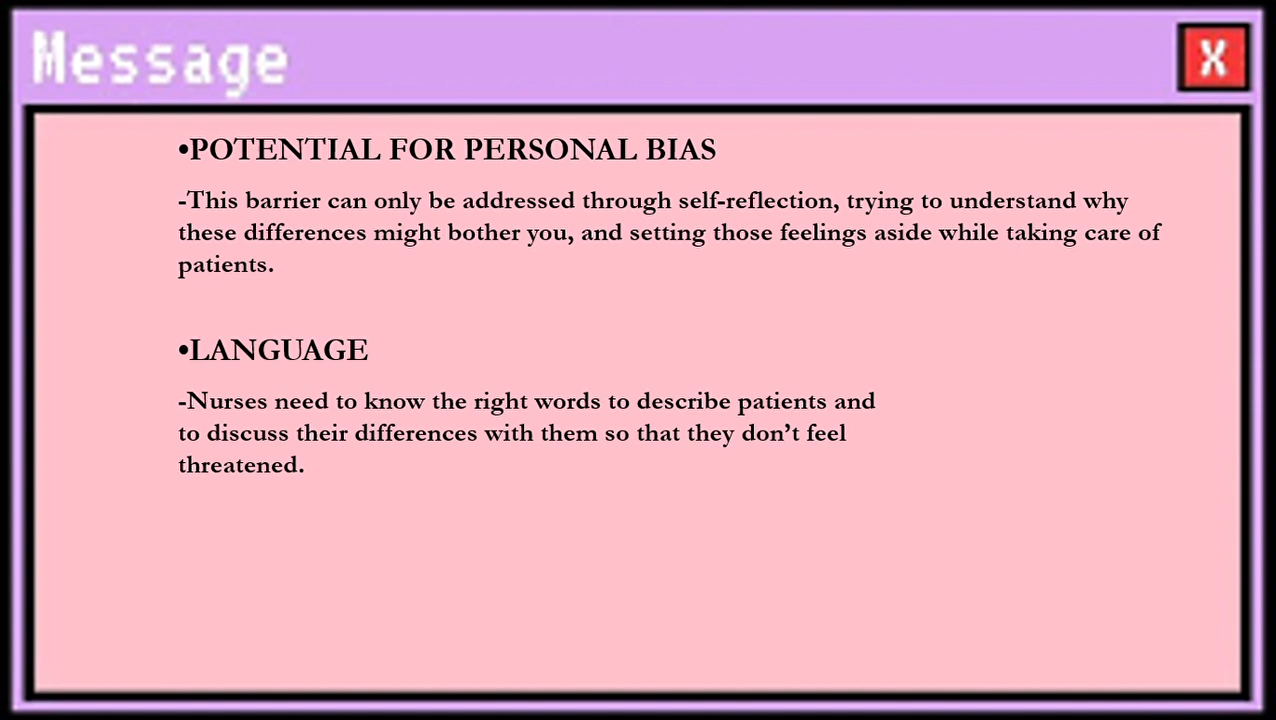 Message
X
•POTENTIAL FOR PERSONAL BIAS
-This barrier can only be addressed through self-reflection, trying to understand why
these differences might bother you, and setting those feelings aside while taking care of
patients.
•LANGUAGE
-Nurses need to know the right words to describe patients and
to discuss their differences with them so that they don’t feel
threatened.